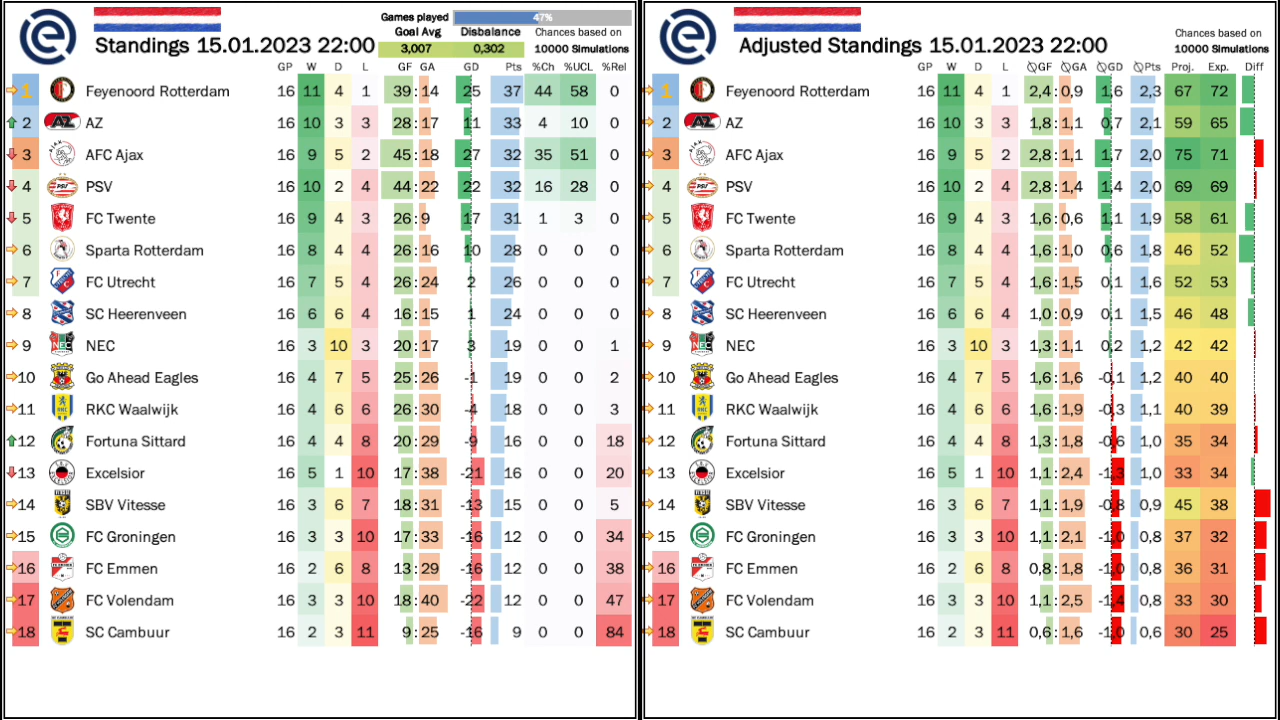 Games played 47%
Goal Avg Disbalance Chances based on
Standings 15.01.2023 22:00 3,007 0,302 10000 Simulations
GP W D L GF GA GD Pts %Ch %UCL %Rel
1 Feyenoord Rotterdam 16 11 4 1 39:14 25 37 44 58 0
2 AZ 16 10 3 3 28:17 11 33 4 10 0
3 AFC Ajax 16 9 5 2 45:18 27 32 35 51 0
4 PSV 16 10 2 4 44:22 22 32 16 28 0
5 FC Twente 16 9 4 3 26:9 17 31 1 3 0
6 Sparta Rotterdam 16 8 4 4 26:16 10 28 0 0 0
7 FC Utrecht 16 7 5 4 26:24 2 26 0 0 0
8 SC Heerenveen 16 6 6 4 16:15 1 24 0 0 0
9 NEC 16 3 10 3 20:17 3 19 0 0 1
10 Go Ahead Eagles 16 4 7 5 25:26 -1 19 0 0 2
11 RKC Waalwijk 16 4 6 6 26:30 -4 18 0 0 3
12 Fortuna Sittard 16 4 4 8 20:29 -9 16 0 0 18
13 Excelsior 16 5 1 10 17:38 -21 16 0 0 20
14 SBV Vitesse 16 3 6 7 18:31 -13 15 0 0 5
15 FC Groningen 16 3 3 10 17:33 -16 12 0 0 34
16 FC Emmen 16 2 6 8 13:29 -16 12 0 0 38
17 FC Volendam 16 3 3 10 18:40 -22 12 0 0 47
18 SC Cambuur 16 2 3 11 9:25 -16 9 0 0 84
Chances based on
Adjusted Standings 15.01.2023 22:00 10000 Simulations
GP W D L ∅GF ∅GA ∅GD ∅Pts Proj. Exp. Diff
1 Feyenoord Rotterdam 16 11 4 1 2,4:0,9 1,6 2,3 67 72
2 AZ 16 10 3 3 1,8:1,1 0,7 2,1 59 65
3 AFC Ajax 16 9 5 2 2,8:1,1 1,7 2,0 75 71
4 PSV 16 10 2 4 2,8:1,4 1,4 2,0 69 69
5 FC Twente 16 9 4 3 1,6:0,6 1,1 1,9 58 61
6 Sparta Rotterdam 16 8 4 4 1,6:1,0 0,6 1,8 46 52
7 FC Utrecht 16 7 5 4 1,6:1,5 0,1 1,6 52 53
8 SC Heerenveen 16 6 6 4 1,0:0,9 0,1 1,5 46 48
9 NEC 16 3 10 3 1,3:1,1 0,2 1,2 42 42
10 Go Ahead Eagles 16 4 7 5 1,6:1,6 -0,1 1,2 40 40
11 RKC Waalwijk 16 4 6 6 1,6:1,9 -0,3 1,1 40 39
12 Fortuna Sittard 16 4 4 8 1,3:1,8 -0,6 1,0 35 34
13 Excelsior 16 5 1 10 1,1:2,4 -1,3 1,0 33 34
14 SBV Vitesse 16 3 6 7 1,1:1,9 -0,8 0,9 45 38
15 FC Groningen 16 3 3 10 1,1:2,1 -1,0 0,8 37 32
16 FC Emmen 16 2 6 8 0,8:1,8 -1,0 0,8 36 31
17 FC Volendam 16 3 3 10 1,1:2,5 -1,4 0,8 33 30
18 SC Cambuur 16 2 3 11 0,6:1,6 -1,0 0,6 30 25